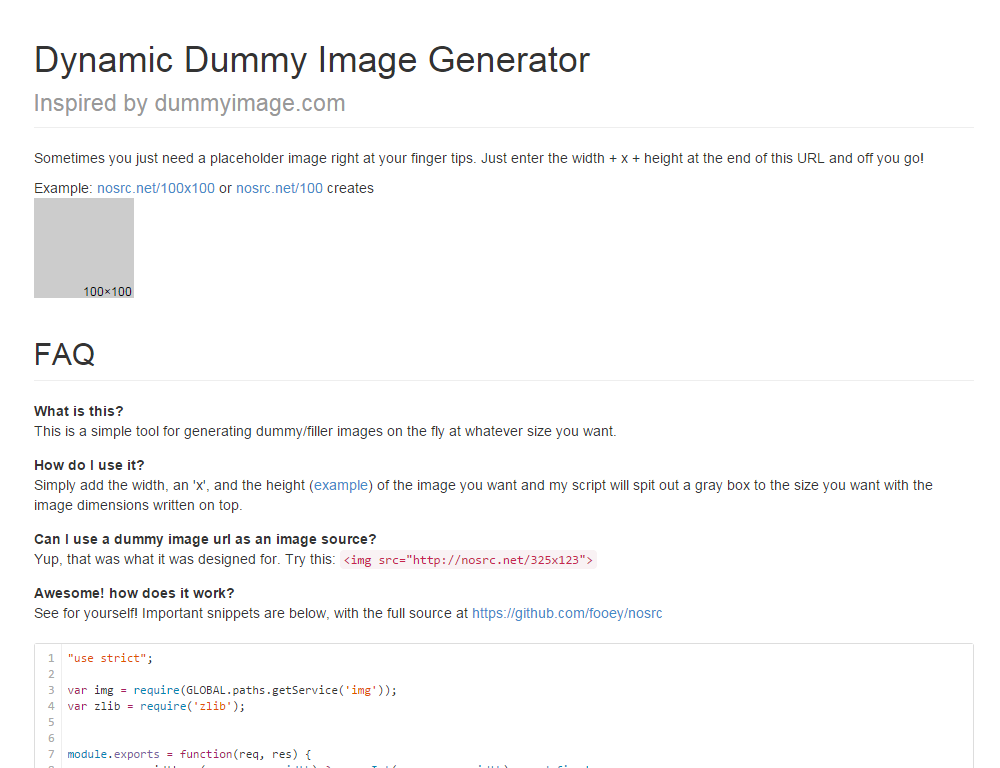 Dynamic Dummy Image Generator
Inspired by dummyimage.com
Sometimes you just need a placeholder image right at your finger tips. Just enter the width + x + height at the end of this URL and off you go!
Example: nosrc.net/100x100 or nosrc.net/100 creates
100×100
FAQ
What is this?
This is a simple tool for generating dummy/filler images on the fly at whatever size you want.
How do I use it?
Simply add the width, an 'x', and the height (example) of the image you want and my script will spit out a gray box to the size you want with the
image dimensions written on top.
Can I use a dummy image url as an image source?
Yup, that was what it was designed for. Try this: <img src="http://nosrc.net/325x123">
Awesome! how does it work?
See for yourself! Important snippets are below, with the full source at https://github.com/fooey/nosrc
1 "use strict";
2
3 var img = require(GLOBAL.paths.getService('img'));
4 var zlib = require('zlib');
5
6
7 module.exports = function(req, res) {